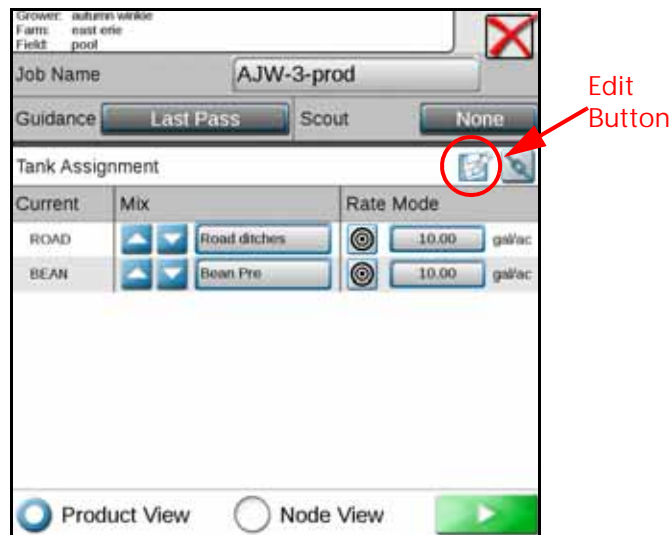 Grower: autumn winkie
Farm: east erie
Field: pool
Job Name AJW-3-prod
Guidance Last Pass Scout None
Edit
Button
Tank Assignment
Current Mix Rate Mode
ROAD Road ditches 10.00 gal/ac
BEAN Bean Pre 10.00 gal/ac
Product View Node View